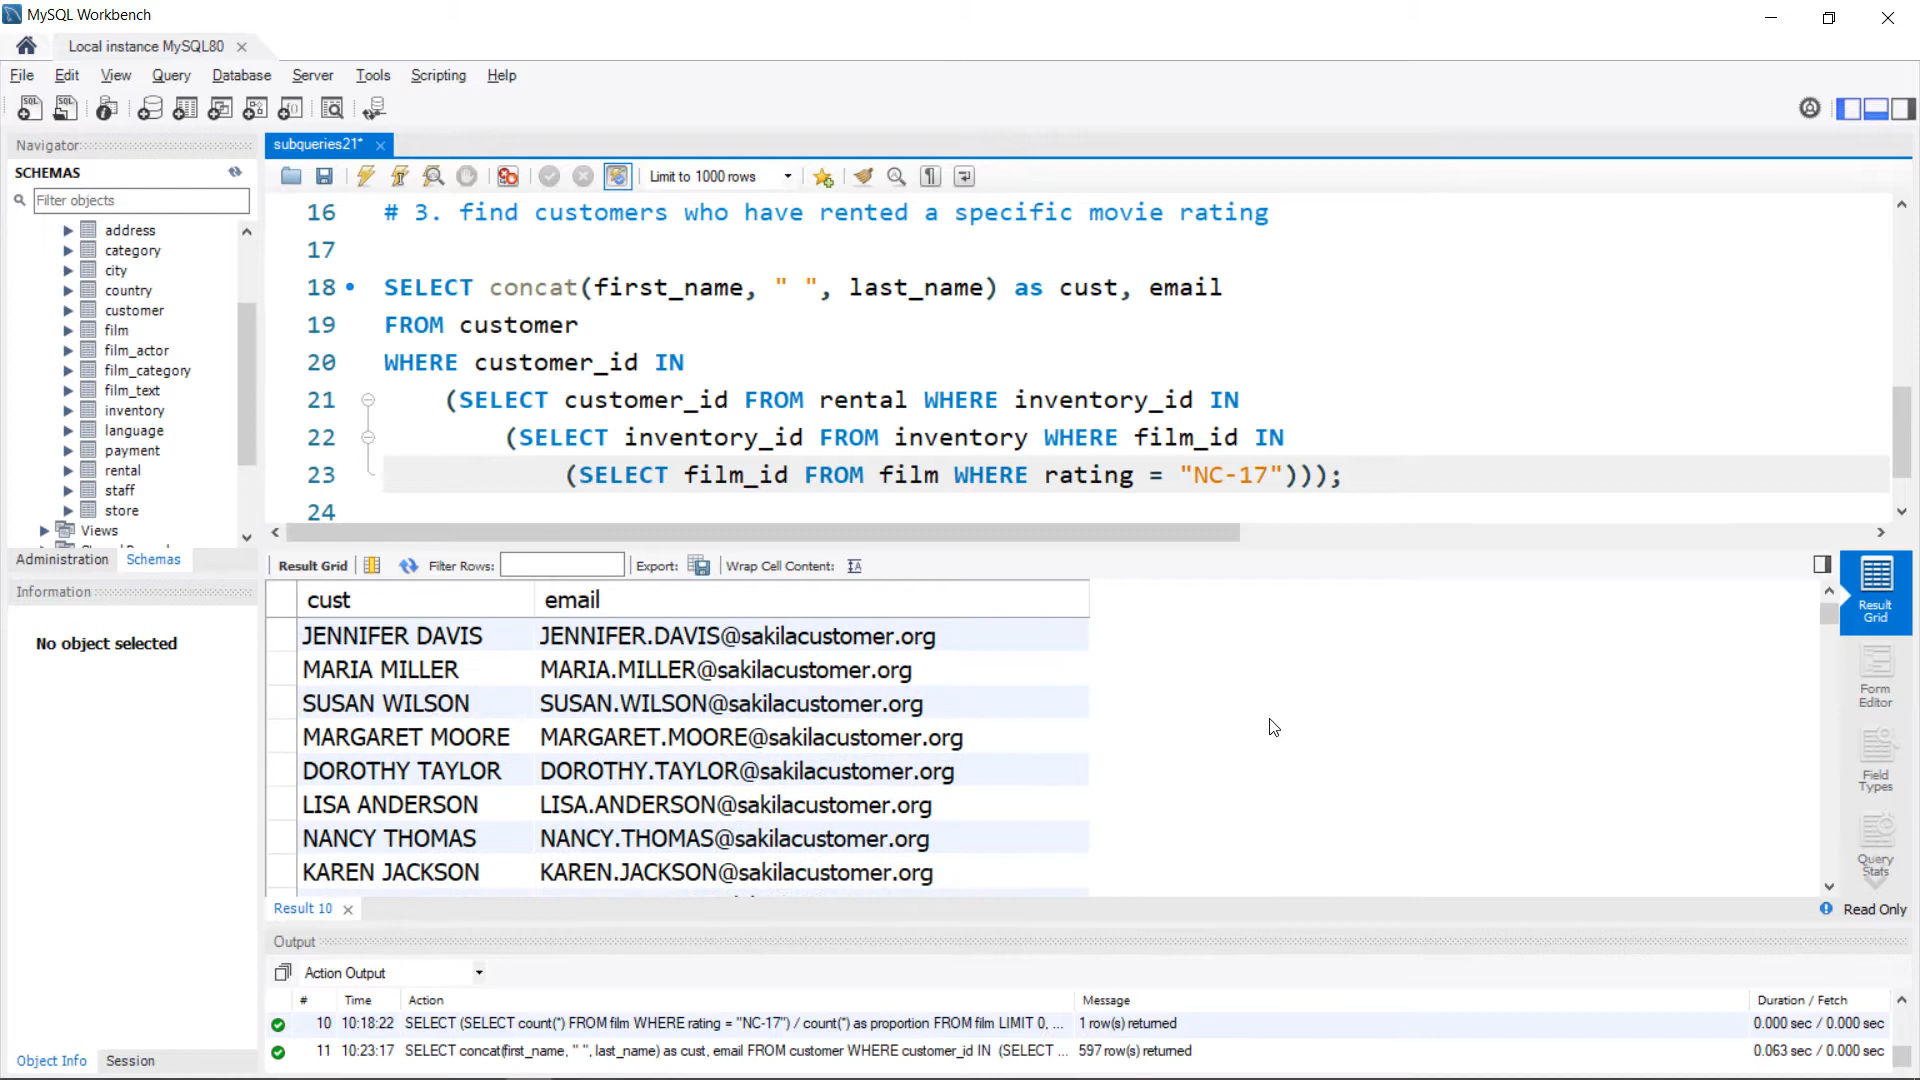 MySQL Workbench
Local instance MySQL80
File Edit View Query Database Server Tools Scripting Help
Navigator
SCHEMAS
Filter objects
address
category
city
country
customer
film
film_actor
film_category
film_text
inventory
language
payment
rental
staff
store
Views
Administration Schemas
Information
No object selected
Object Info Session
subqueries21*
Limit to 1000 rows
16 # 3. find customers who have rented a specific movie rating
17
18 SELECT concat(first_name, " ", last_name) as cust, email
19 FROM customer
20 WHERE customer_id IN
21 (SELECT customer_id FROM rental WHERE inventory_id IN
22 (SELECT inventory_id FROM inventory WHERE film_id IN
23 (SELECT film_id FROM film WHERE rating = "NC-17")));
24
Result Grid Filter Rows: Export: Wrap Cell Content:
cust email
JENNIFER DAVIS JENNIFER.DAVIS@sakilacustomer.org
MARIA MILLER MARIA.MILLER@sakilacustomer.org
SUSAN WILSON SUSAN.WILSON@sakilacustomer.org
MARGARET MOORE MARGARET.MOORE@sakilacustomer.org
DOROTHY TAYLOR DOROTHY.TAYLOR@sakilacustomer.org
LISA ANDERSON LISA.ANDERSON@sakilacustomer.org
NANCY THOMAS NANCY.THOMAS@sakilacustomer.org
KAREN JACKSON KAREN.JACKSON@sakilacustomer.org
Result Grid
Form Editor
Field Types
Query Stats
Result 10
Read Only
Output
Action Output
# Time Action Message Duration / Fetch
10 10:18:22 SELECT (SELECT count(*) FROM film WHERE rating = "NC-17") / count(*) as proportion FROM film LIMIT 0, ... 1 row(s) returned 0.000 sec / 0.000 sec
11 10:23:17 SELECT concat(first_name, " ", last_name) as cust, email FROM customer WHERE customer_id IN (SELECT ... 597 row(s) returned 0.063 sec / 0.000 sec